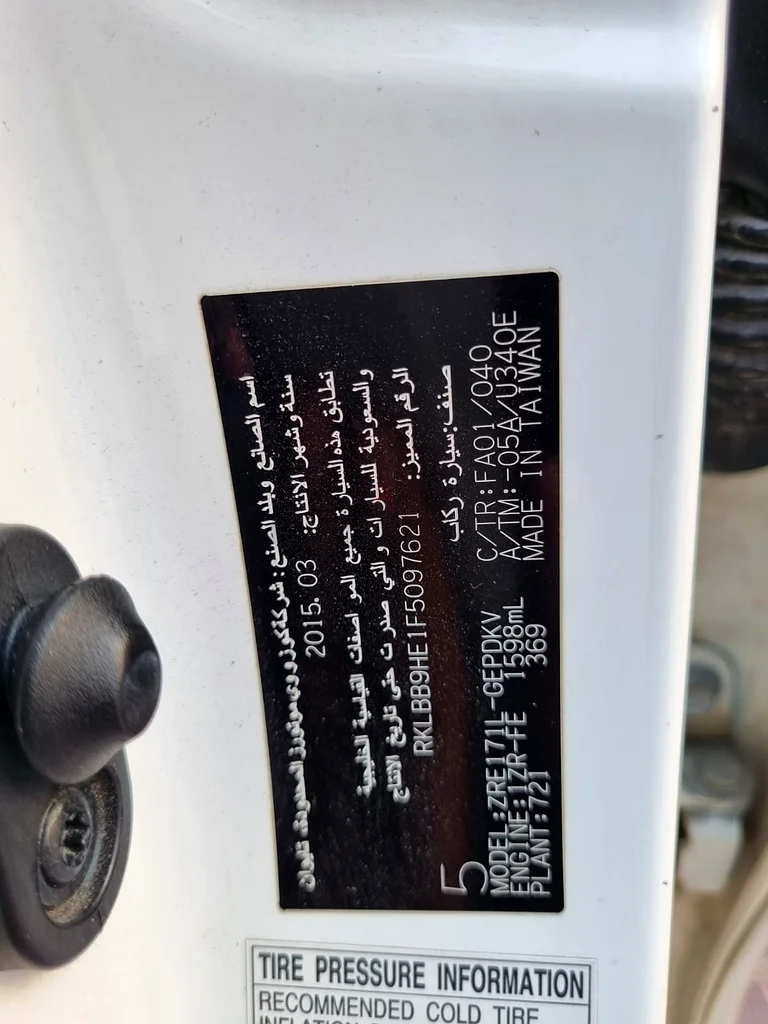 اسم الصانع وبلد الصنع: شركة كوزوي موتورز المحدودة، تايوان
سنة وشهر الانتاج: 2015. 03
تطابق هذه السيارة جميع المواصفات القياسية الخليجية
والسعودية للسيارات والتي صدرت حتى تاريخ الانتاج
الرقم المميز: RKLBB9HE1F5097621
صنف: سيارة ركاب
5
C/TR:FA01/040
MODEL:ZRE171L-GEPDKV A/TM:-05A/U340E
ENGINE:1ZR-FE 1598mL MADE IN TAIWAN
PLANT:721 369
TIRE PRESSURE INFORMATION
RECOMMENDED COLD TIRE